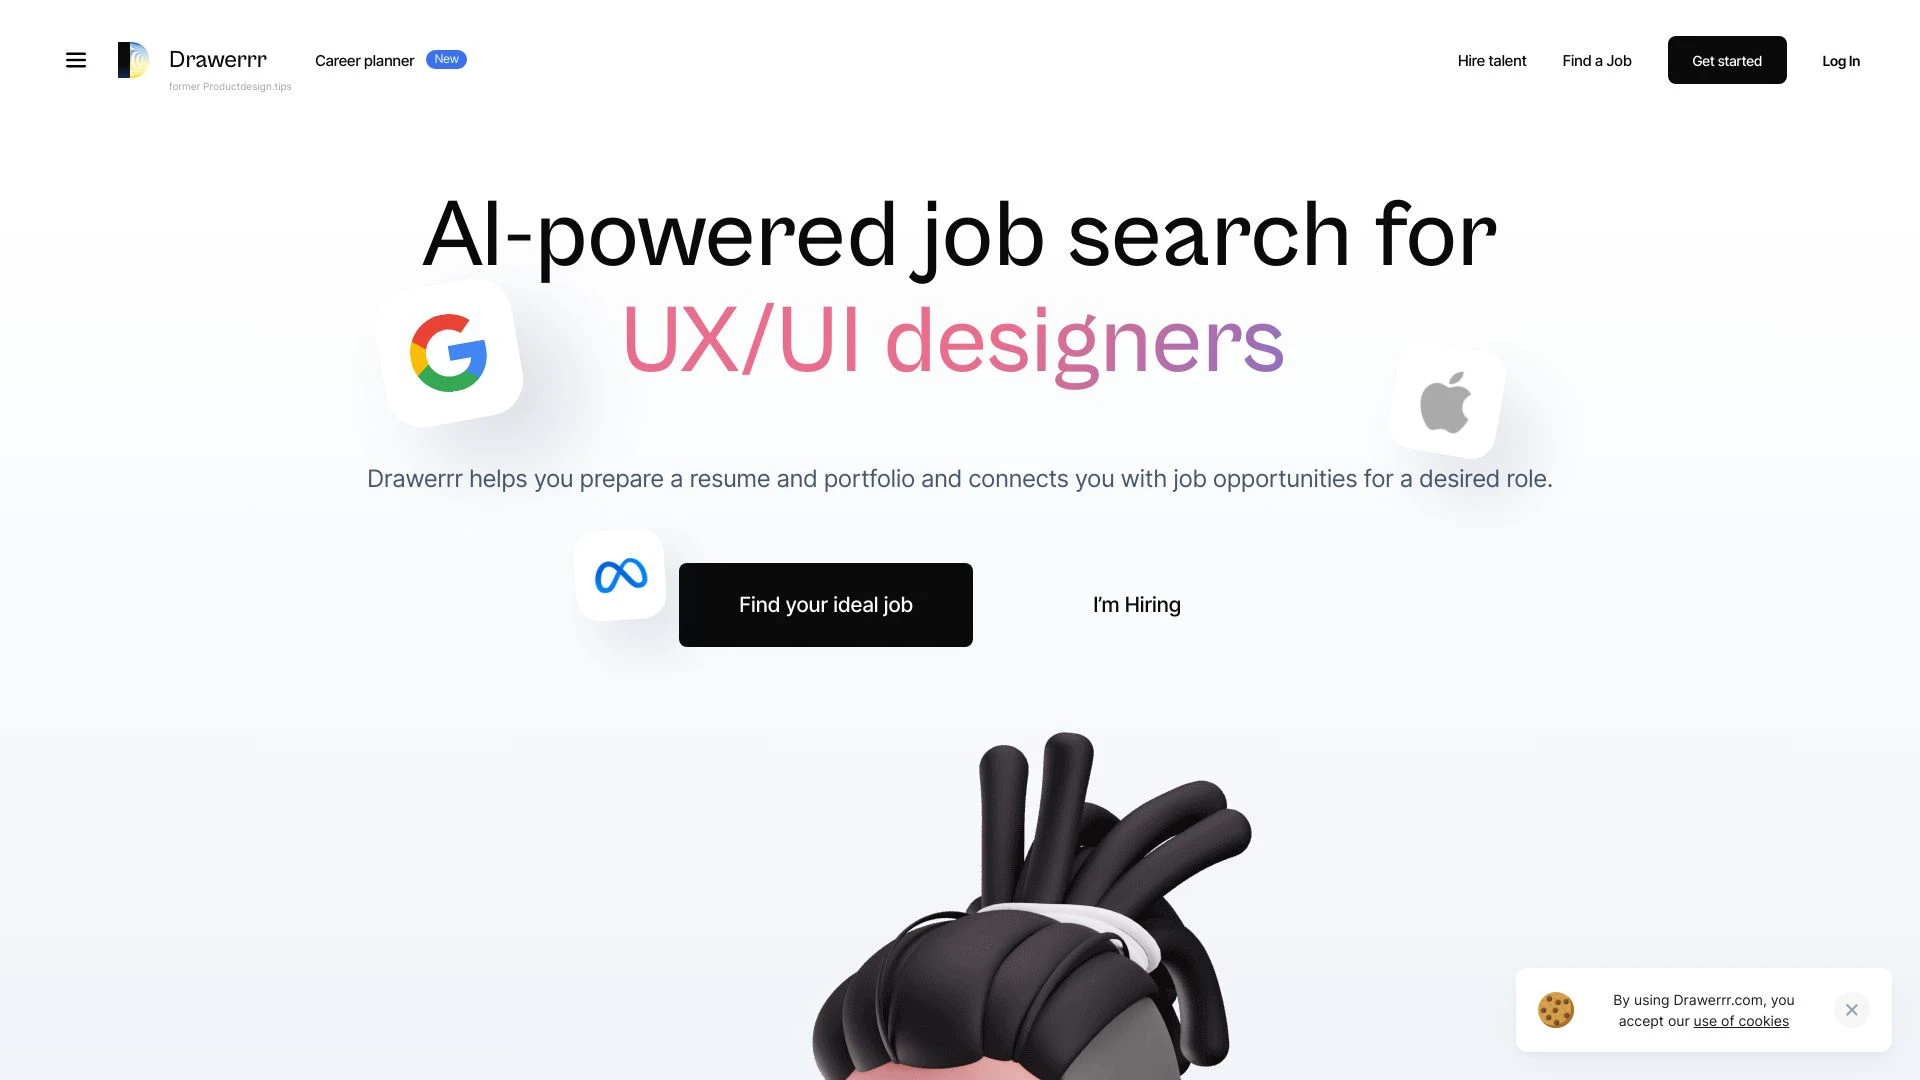 Drawerrr
former Productdesign.tips
Career planner
New
Hire talent
Find a Job
Get started
Log In
AI-powered job search for
UX/UI designers
Drawerrr helps you prepare a resume and portfolio and connects you with job opportunities for a desired role.
Find your ideal job
I’m Hiring
By using Drawerrr.com, you
accept our use of cookies